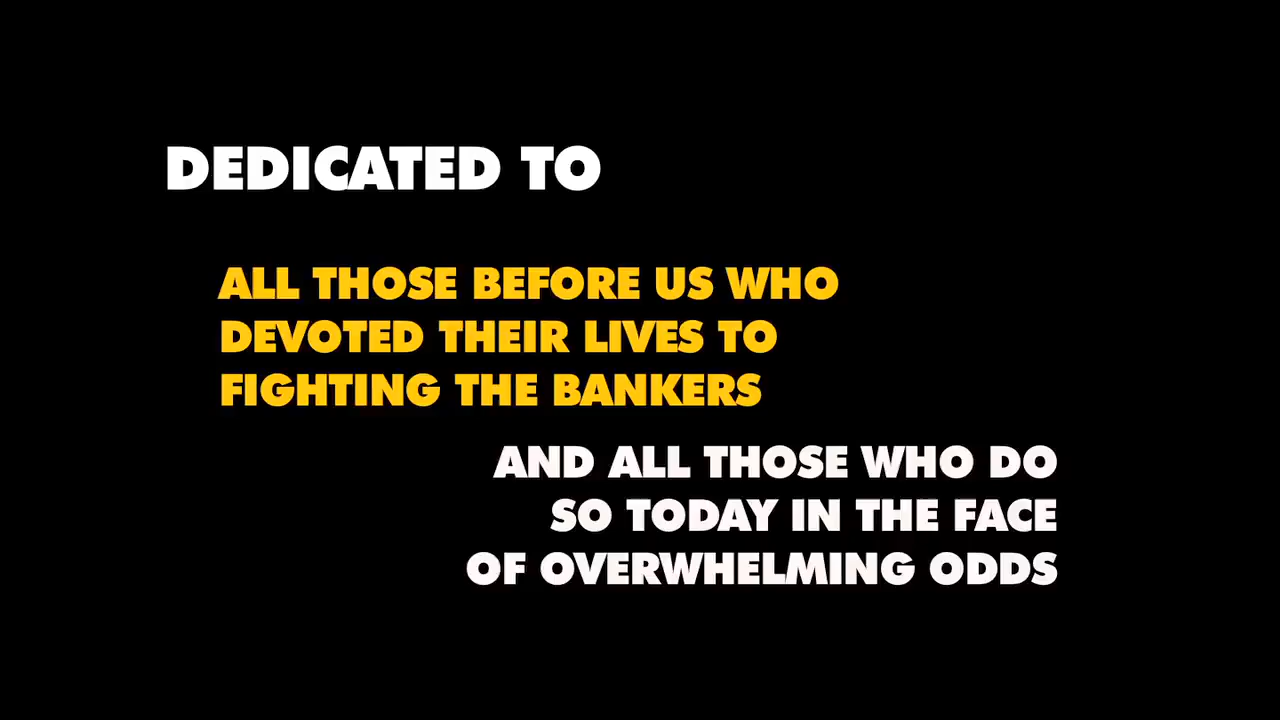 DEDICATED TO
ALL THOSE BEFORE US WHO
DEVOTED THEIR LIVES TO
FIGHTING THE BANKERS
AND ALL THOSE WHO DO
SO TODAY IN THE FACE
OF OVERWHELMING ODDS